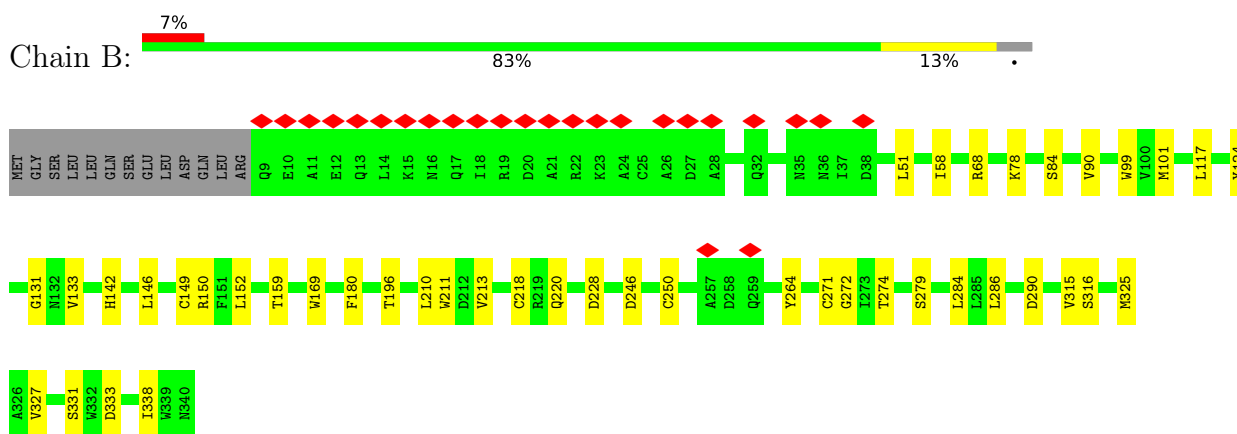 7%
Chain B:
83% 13% •
MET GLY SER LEU LEU GLN SER GLU LEU ASP GLN LEU ARG Q9 E10 A11 E12 Q13 L14 K15 N16 Q17 I18 R19 D20 A21 R22 K23 A24 C25 A26 D27 A28 Q32 N35 N36 I37 D38 L51 I58 R68 K78 S84 V90 W99 V100 M101 L117
G131 N132 V133 H142 L146 C149 R150 F151 L152 T159 W169 F180 T196 L210 W211 D212 V213 C218 R219 Q220 D228 D246 C250 A257 D258 Q259 Y264 C271 G272 I273 T274 S279 L284 L285 L286 D290 V315 S316 M325
A326 V327 S331 W332 D333 I338 W339 N340